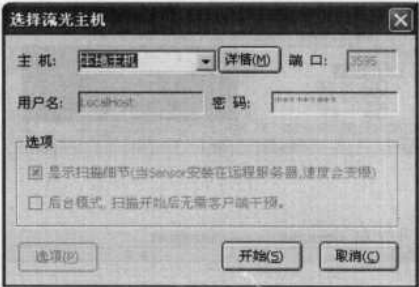 选择流光主机
主 机: 本地主机 详情(M) 端 口: 3595
用户名: LocalHost 密 码: **********
选项
显示扫描细节(当Sensor安装在远程服务器,速度会变慢)
后台模式, 扫描开始后无需客户端干预。
选项(P) 开始(S) 取消(C)